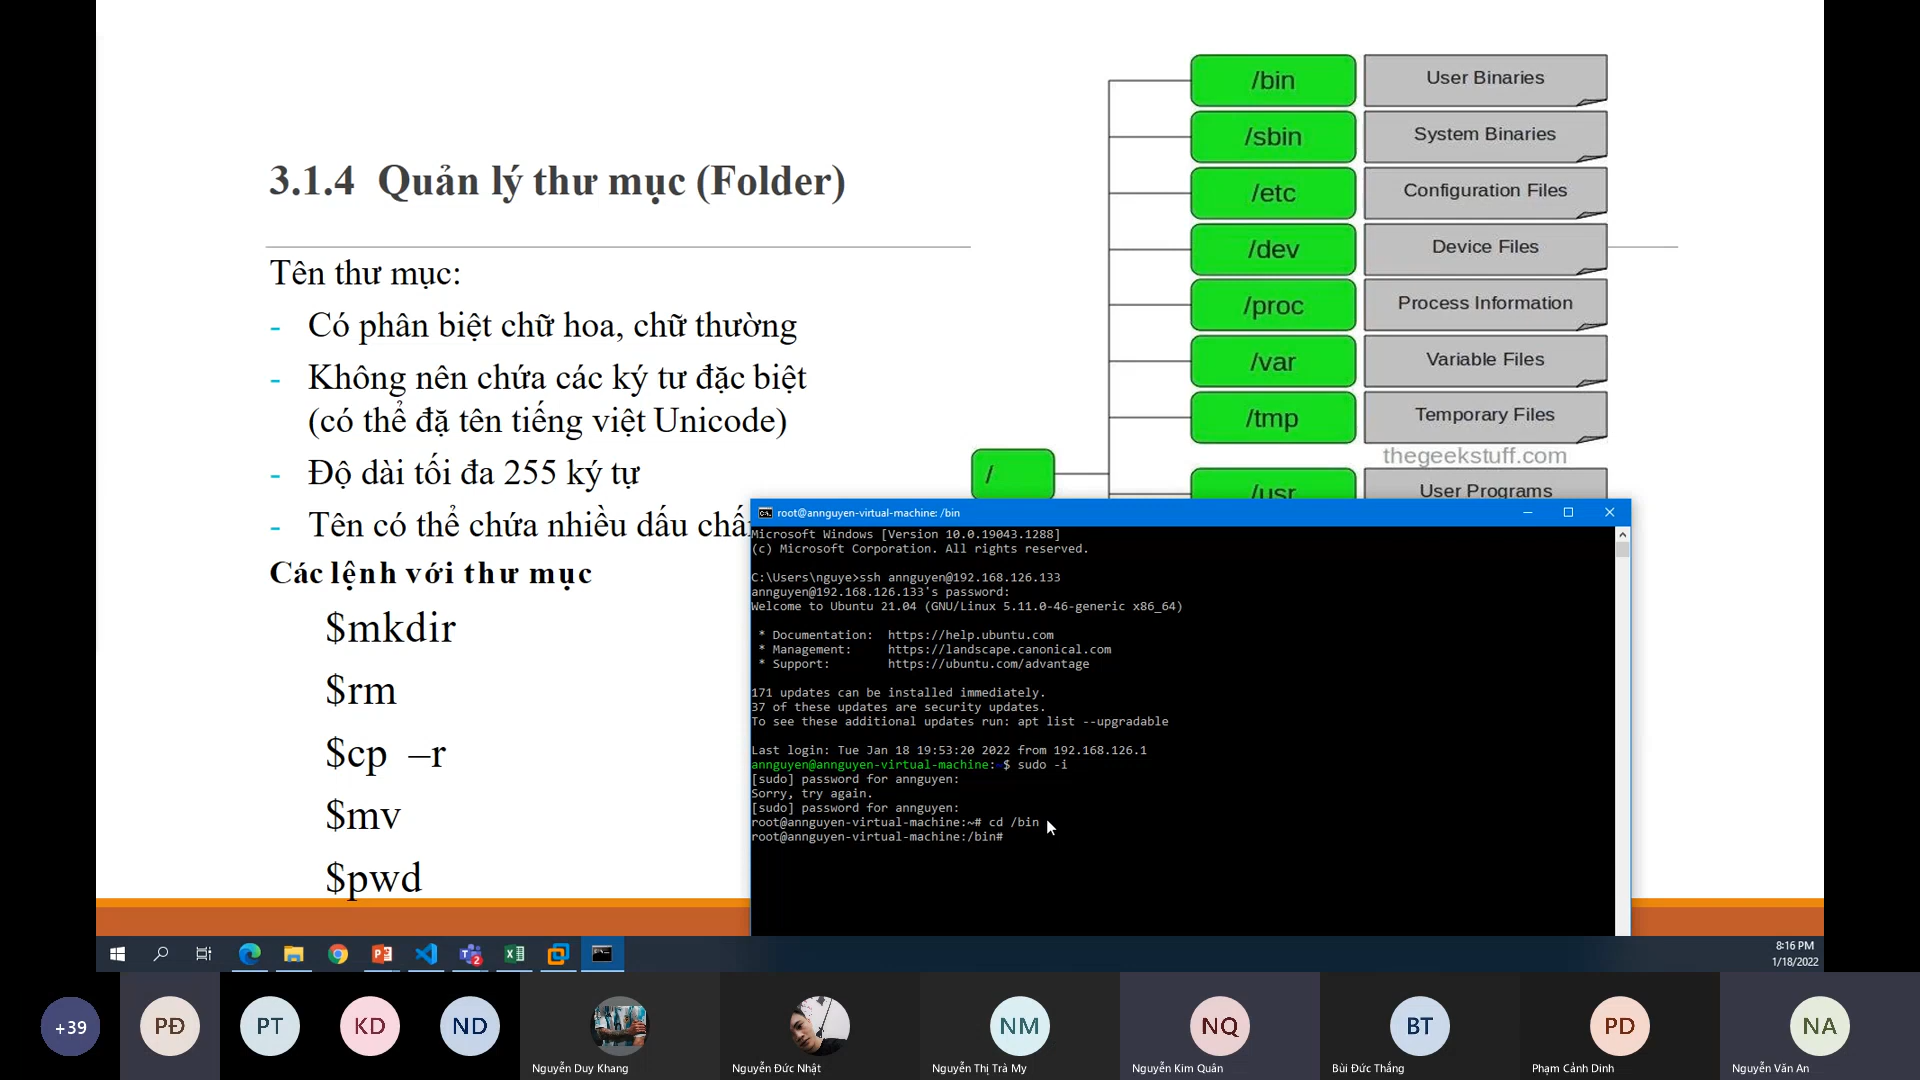 3.1.4 Quản lý thư mục (Folder)
Tên thư mục:
- Có phân biệt chữ hoa, chữ thường
- Không nên chứa các ký tư đặc biệt
(có thể đặ tên tiếng việt Unicode)
- Độ dài tối đa 255 ký tự
- Tên có thể chứa nhiều dấu
Các lệnh với thư mục
$mkdir
$rm
$cp –r
$mv
$pwd
/
/bin User Binaries
/sbin System Binaries
/etc Configuration Files
/dev Device Files
/proc Process Information
/var Variable Files
/tmp Temporary Files
thegeekstuff.com
/usr User Programs
root@annguyen-virtual-machine: /bin
Microsoft Windows [Version 10.0.19043.1288]
(c) Microsoft Corporation. All rights reserved.
C:\Users\nguye>ssh annguyen@192.168.126.133
annguyen@192.168.126.133's password:
Welcome to Ubuntu 21.04 (GNU/Linux 5.11.0-46-generic x86_64)
* Documentation: https://help.ubuntu.com
* Management: https://landscape.canonical.com
* Support: https://ubuntu.com/advantage
171 updates can be installed immediately.
37 of these updates are security updates.
To see these additional updates run: apt list --upgradable
Last login: Tue Jan 18 19:53:20 2022 from 192.168.126.1
annguyen@annguyen-virtual-machine:~$ sudo -i
[sudo] password for annguyen:
Sorry, try again.
[sudo] password for annguyen:
root@annguyen-virtual-machine:~# cd /bin
root@annguyen-virtual-machine:/bin#
8:16 PM
1/18/2022
+39
PĐ
PT
KD
ND
Nguyễn Duy Khang
Nguyễn Đức Nhật
NM
Nguyễn Thị Trà My
NQ
Nguyễn Kim Quân
BT
Bùi Đức Thắng
PD
Phạm Cảnh Dinh
NA
Nguyễn Văn An